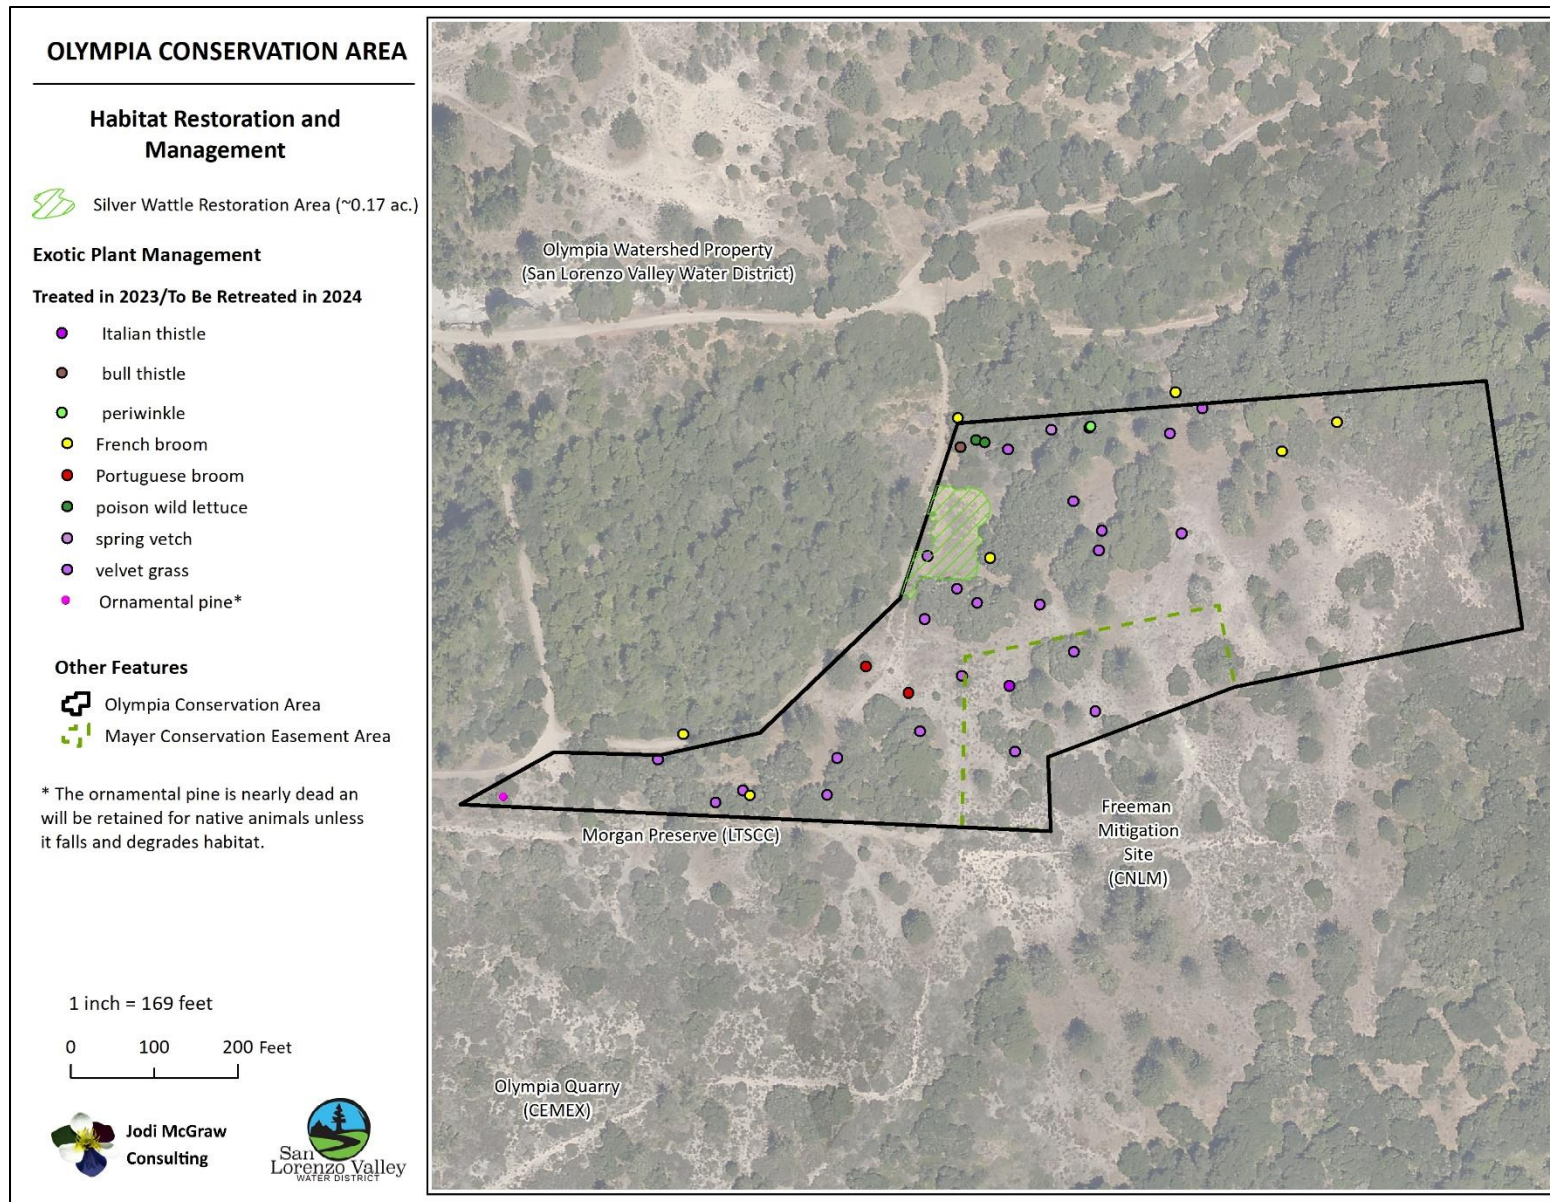 OLYMPIA CONSERVATION AREA
Habitat Restoration and
Management
Silver Wattle Restoration Area (~0.17 ac.)
Exotic Plant Management
Treated in 2023/To Be Retreated in 2024
Italian thistle
bull thistle
periwinkle
French broom
Portuguese broom
poison wild lettuce
spring vetch
velvet grass
Ornamental pine*
Other Features
Olympia Conservation Area
Mayer Conservation Easement Area
* The ornamental pine is nearly dead an
will be retained for native animals unless
it falls and degrades habitat.
1 inch = 169 feet
0 100 200 Feet
Jodi McGraw
Consulting
San
Lorenzo Valley
WATER DISTRICT
Olympia Watershed Property
(San Lorenzo Valley Water District)
Morgan Preserve (LTSCC)
Freeman
Mitigation
Site
(CNLM)
Olympia Quarry
(CEMEX)